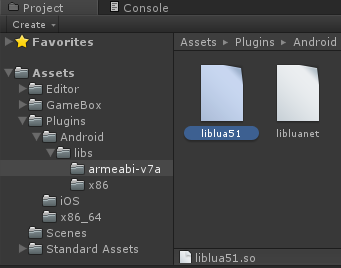 Project
Console
Create
Favorites
Assets
Editor
GameBox
Plugins
Android
libs
armeabi-v7a
x86
iOS
x86_64
Scenes
Standard Assets
Assets ▸ Plugins ▸ Android
liblua51
libluanet
liblua51.so